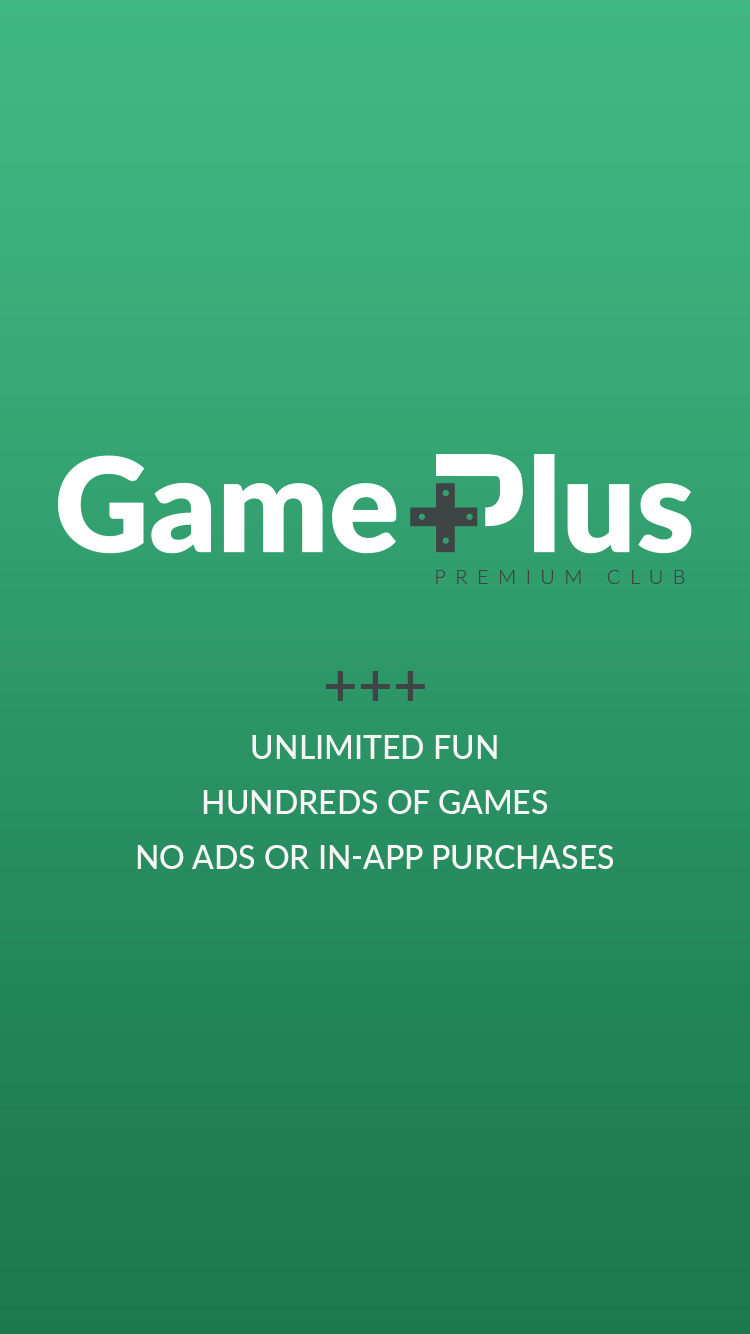 GamePlus
PREMIUM CLUB
+++
UNLIMITED FUN
HUNDREDS OF GAMES
NO ADS OR IN-APP PURCHASES